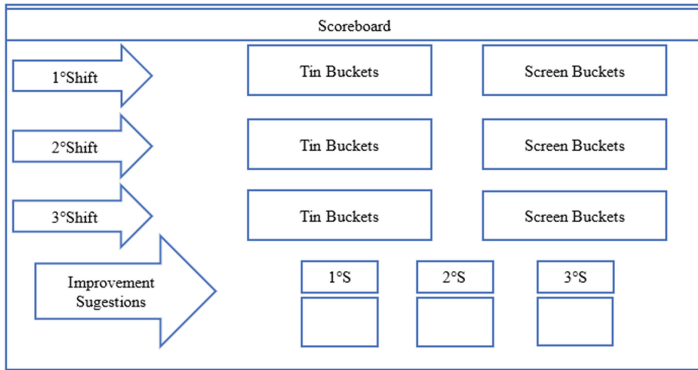 Scoreboard
1°Shift
Tin Buckets
Screen Buckets
2°Shift
Tin Buckets
Screen Buckets
3°Shift
Tin Buckets
Screen Buckets
Improvement
Sugestions
1°S
2°S
3°S